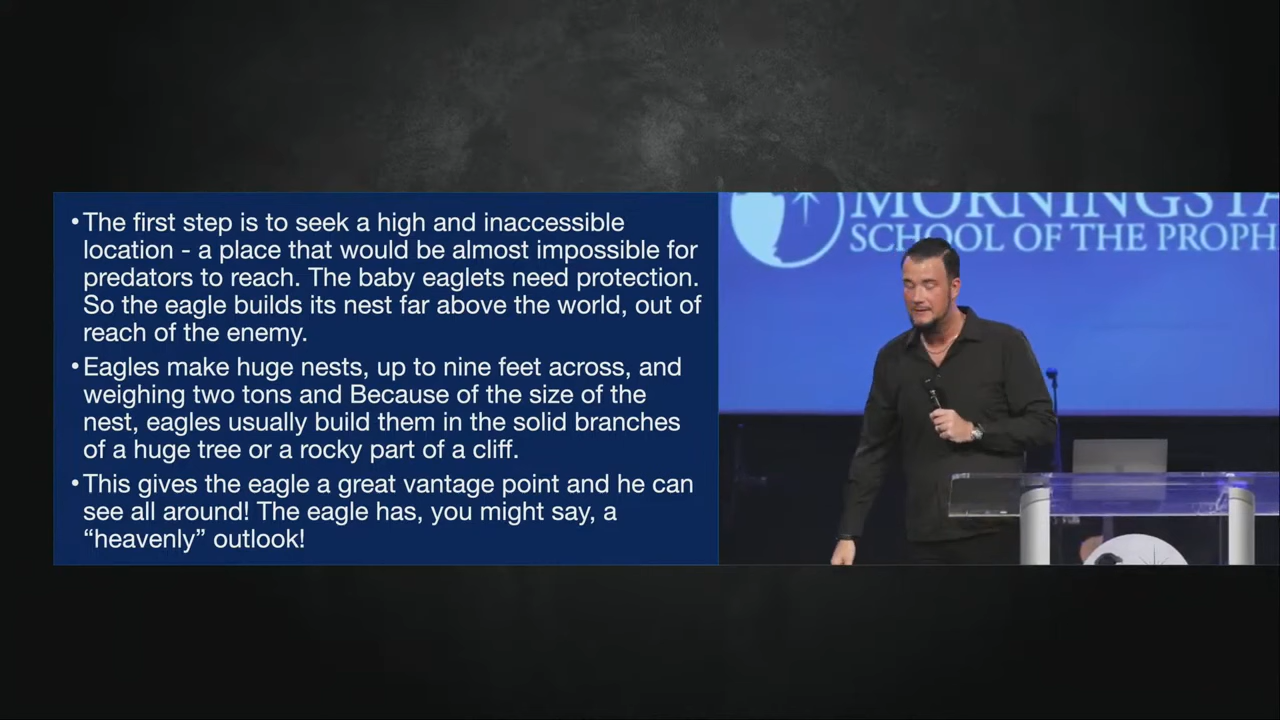 •The first step is to seek a high and inaccessible
location - a place that would be almost impossible for
predators to reach. The baby eaglets need protection.
So the eagle builds its nest far above the world, out of
reach of the enemy.
•Eagles make huge nests, up to nine feet across, and
weighing two tons and Because of the size of the
nest, eagles usually build them in the solid branches
of a huge tree or a rocky part of a cliff.
•This gives the eagle a great vantage point and he can
see all around! The eagle has, you might say, a
“heavenly” outlook!
MORNINGSTA
SCHOOL OF THE PROPH